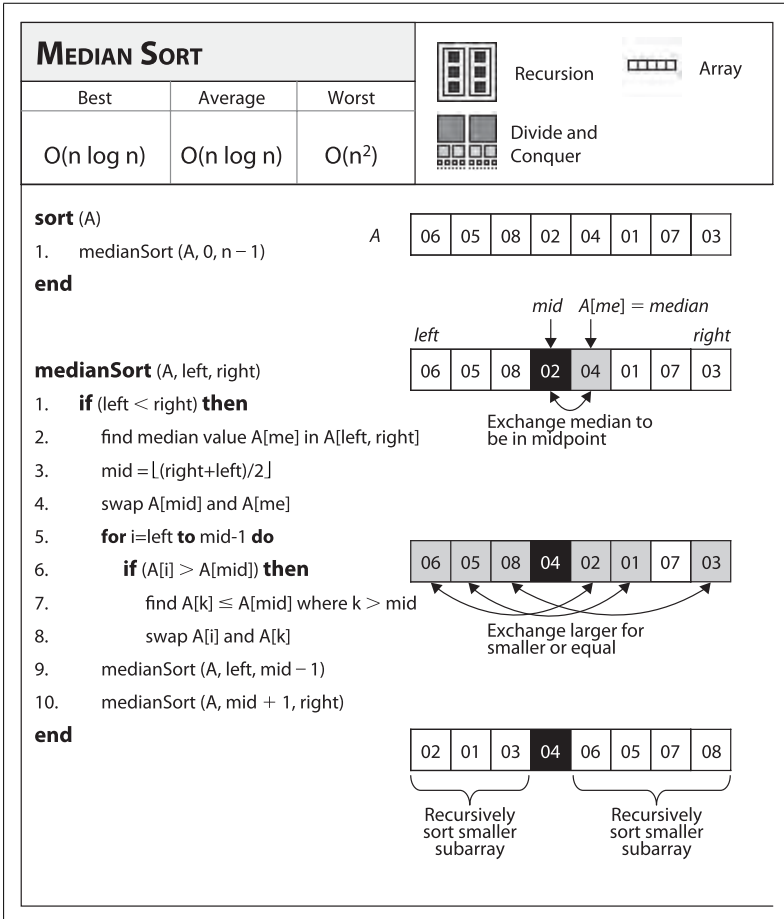 MEDIAN SORT
Best Average Worst
O(n log n) O(n log n) O(n²)
Recursion
Array
Divide and
Conquer
sort (A)
1. medianSort (A, 0, n − 1)
end
medianSort (A, left, right)
1. if (left < right) then
2. find median value A[me] in A[left, right]
3. mid =⌊(right+left)/2⌋
4. swap A[mid] and A[me]
5. for i=left to mid-1 do
6. if (A[i] > A[mid]) then
7. find A[k] ≤ A[mid] where k > mid
8. swap A[i] and A[k]
9. medianSort (A, left, mid − 1)
10. medianSort (A, mid + 1, right)
end
A 06 05 08 02 04 01 07 03
mid A[me] = median
left right
06 05 08 02 04 01 07 03
Exchange median to
be in midpoint
06 05 08 04 02 01 07 03
Exchange larger for
smaller or equal
02 01 03 04 06 05 07 08
Recursively
sort smaller
subarray
Recursively
sort smaller
subarray